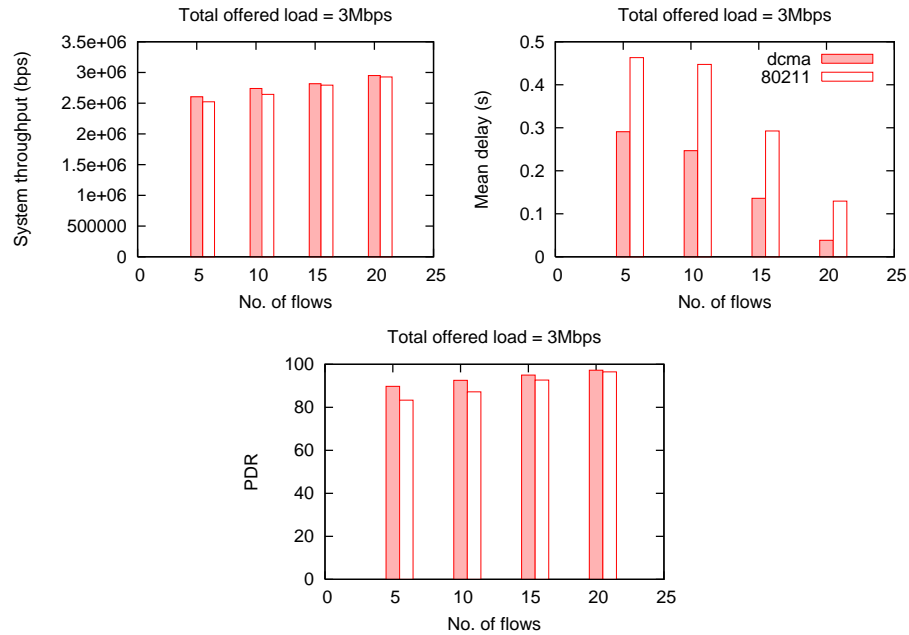 Total offered load = 3Mbps
System throughput (bps)
3.5e+06
3e+06
2.5e+06
2e+06
1.5e+06
1e+06
500000
0
0 5 10 15 20 25
No. of flows
Total offered load = 3Mbps
Mean delay (s)
dcma
80211
0.5
0.4
0.3
0.2
0.1
0
0 5 10 15 20 25
No. of flows
Total offered load = 3Mbps
PDR
100
80
60
40
20
0
0 5 10 15 20 25
No. of flows